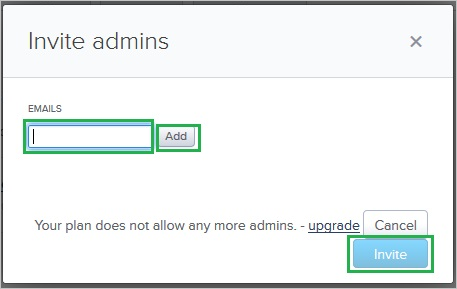 Invite admins ×
EMAILS
Add
Your plan does not allow any more admins. - upgrade Cancel
Invite